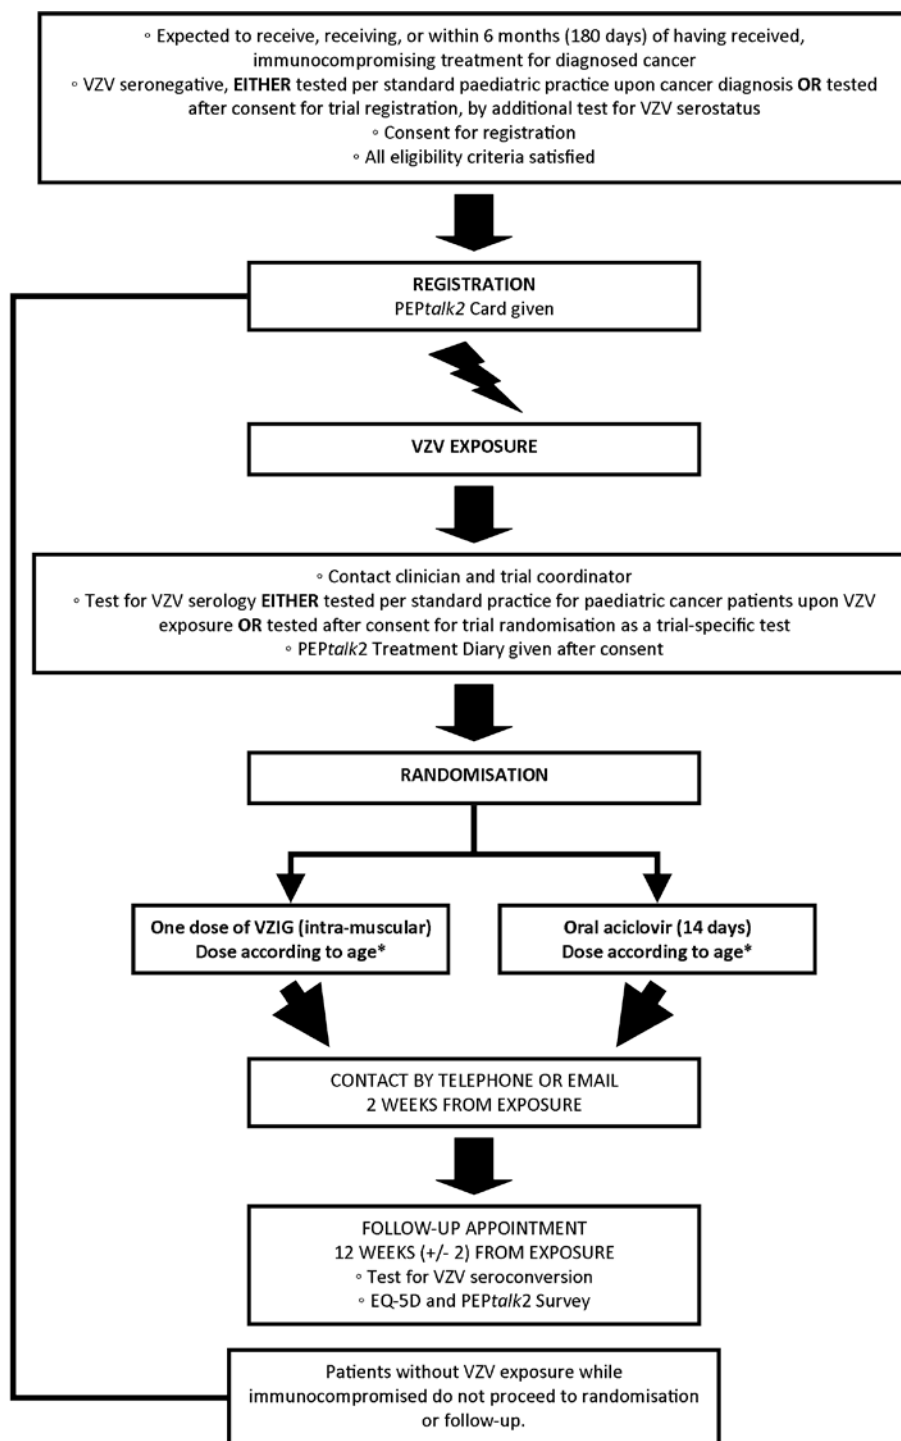 ◦ Expected to receive, receiving, or within 6 months (180 days) of having received,
immunocompromising treatment for diagnosed cancer
◦ VZV seronegative, EITHER tested per standard paediatric practice upon cancer diagnosis OR tested
after consent for trial registration, by additional test for VZV serostatus
◦ Consent for registration
◦ All eligibility criteria satisfied
REGISTRATION
PEPtalk2 Card given
VZV EXPOSURE
◦ Contact clinician and trial coordinator
◦ Test for VZV serology EITHER tested per standard practice for paediatric cancer patients upon VZV
exposure OR tested after consent for trial randomisation as a trial-specific test
◦ PEPtalk2 Treatment Diary given after consent
RANDOMISATION
One dose of VZIG (intra-muscular)
Dose according to age*
Oral aciclovir (14 days)
Dose according to age*
CONTACT BY TELEPHONE OR EMAIL
2 WEEKS FROM EXPOSURE
FOLLOW-UP APPOINTMENT
12 WEEKS (+/- 2) FROM EXPOSURE
◦ Test for VZV seroconversion
◦ EQ-5D and PEPtalk2 Survey
Patients without VZV exposure while
immunocompromised do not proceed to randomisation
or follow-up.